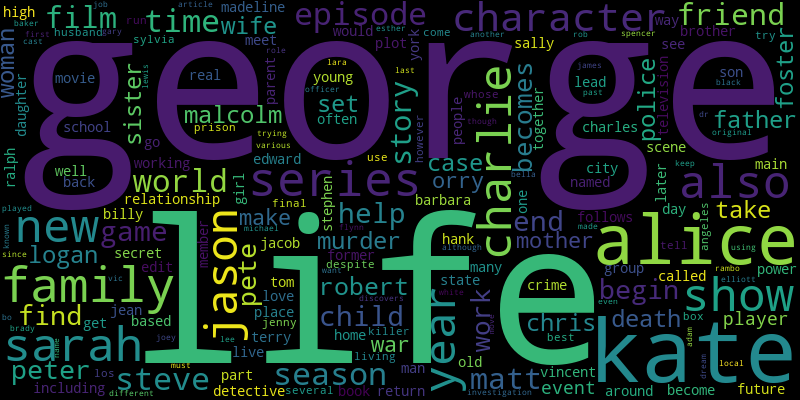 high
film
time
wife
madeline
episode
character
friend
run
article
job
baker
husband
first
gary
esther
another
rob
spencer
cast
sylvia
meet
would
plot
york
come
way
brother
try
woman
george
movie
real
parent
role
sally
see
television
son
foster
daughter
sister
school
malcolm
young
set
often
story
last
lara
officer
lewis
prison
trying
various
people
whose
charlie
becomes
together
lead
charles
james
past
police
black
dr
original
father
scene
ralph
well
back
go
working
edward
use
however
case
city
named
main
keep
also
world
girl
series
orry
one
bella
later
played
known
since
new
relationship
billy
game
secret
edit
member
final
michael
stephen
flynn
make
help
barbara
end
mother
follows
made
day
angeles
take
life
logan
jason
pete
jacob
murder
former
hank
although
many
alice
tell
using
called
rambo
power
family
vic
tom
love
despite
want
discovers
robert
state
crime
group
begin
elliott
show
bo
find
get
based
jean
place
jenny
child
year
work
while
move
chris
best
death
even
box
adam
player
brady
sarah
name
joey
lee
live
terry
home
killer
war
living
man
old
kate
dream
local
peter
los
steve
must
part
season
matt
vincent
event
around
become
future
including
different
detective
several
book
return
investigation